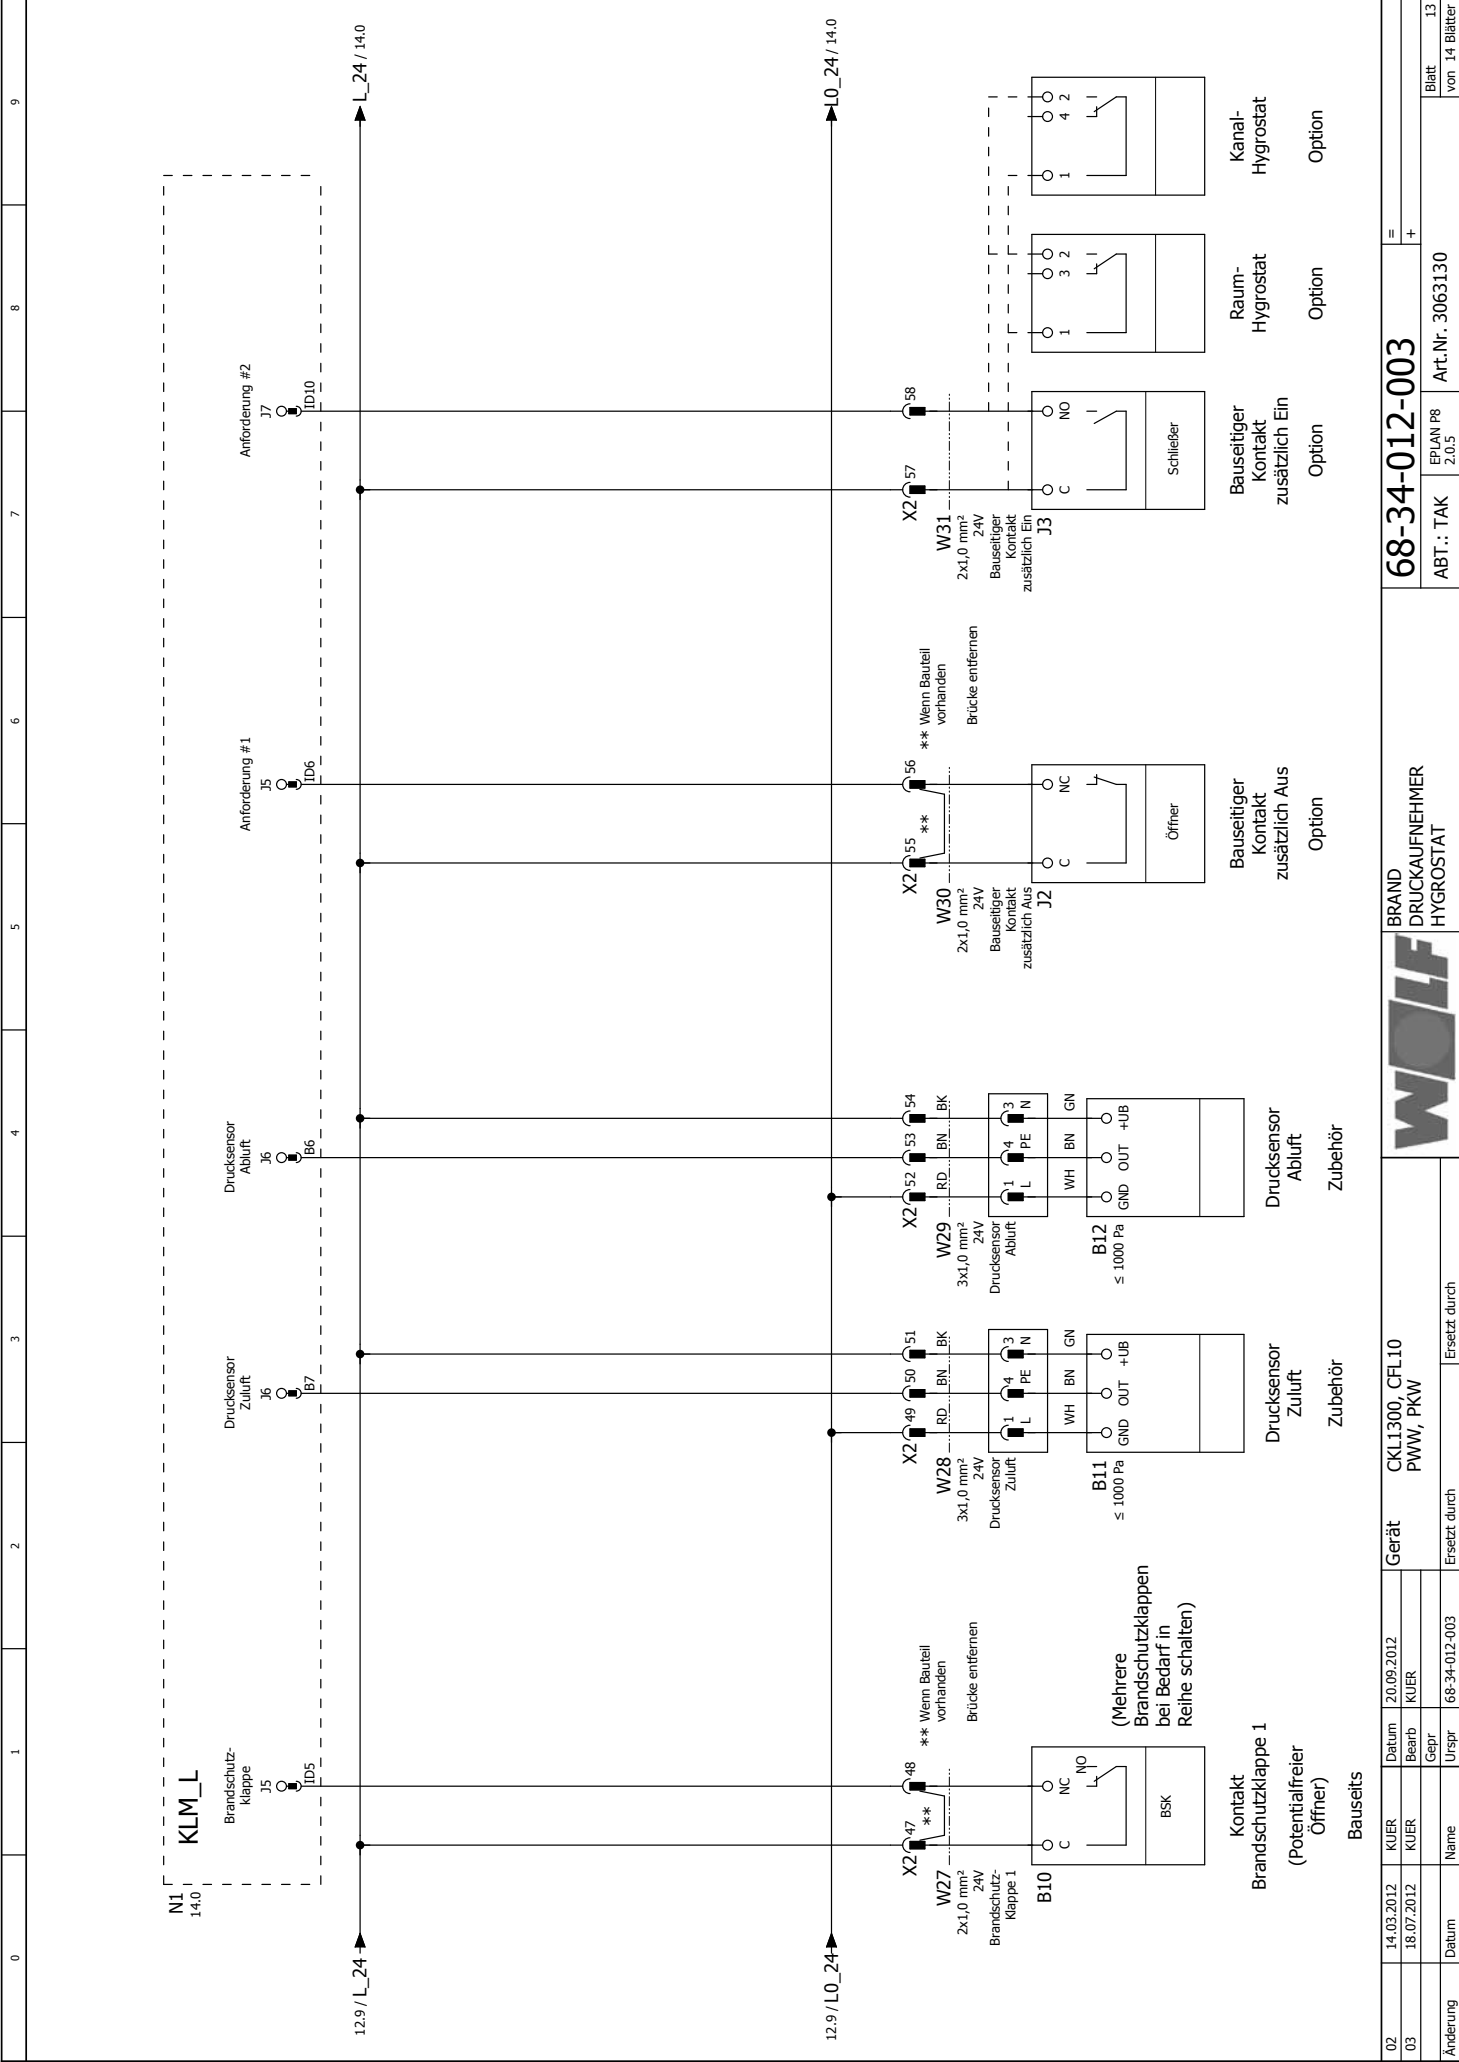 0
1
2
3
4
5
6
7
8
9
N1
14.0
KLM_L
Brandschutz-
klappe
J5
ID5
Drucksensor
Zuluft
J6
B7
Drucksensor
Abluft
J6
B6
Anforderung #1
J5
ID6
Anforderung #2
J7
ID10
12.9 / L_24
L_24 / 14.0
12.9 / L0_24
L0_24 / 14.0
X2 47 48
**
** Wenn Bauteil
vorhanden
Brücke entfernen
W27
2x1,0 mm²
24V
Brandschutz-
Klappe 1
B10
C NC
NO
BSK
(Mehrere
Brandschutzklappen
bei Bedarf in
Reihe schalten)
Kontakt
Brandschutzklappe 1
(Potentialfreier
Öffner)
Bauseits
X2 49 50 51
RD BN BK
W28
3x1,0 mm²
24V
Drucksensor
Zuluft
1 4 3
L PE N
WH BN GN
B11
≤ 1000 Pa
GND OUT +UB
Drucksensor
Zuluft
Zubehör
X2 52 53 54
RD BN BK
W29
3x1,0 mm²
24V
Drucksensor
Abluft
1 4 3
L PE N
WH BN GN
B12
≤ 1000 Pa
GND OUT +UB
Drucksensor
Abluft
Zubehör
X2 55 56
**
** Wenn Bauteil
vorhanden
Brücke entfernen
W30
2x1,0 mm²
24V
Bauseitiger
Kontakt
zusätzlich Aus
J2
C NC
Öffner
Bauseitiger
Kontakt
zusätzlich Aus
Option
X2 57 58
W31
2x1,0 mm²
24V
Bauseitiger
Kontakt
zusätzlich Ein
J3
C NO
Schließer
Bauseitiger
Kontakt
zusätzlich Ein
Option
1 3 2
Raum-
Hygrostat
Option
1 4 2
Kanal-
Hygrostat
Option
02 14.03.2012 KUER
03 18.07.2012 KUER
Änderung Datum Name
Datum 20.09.2012
Bearb KUER
Gepr
Urspr 68-34-012-003
Gerät
CKL1300, CFL10
PWW, PKW
Ersetzt durch
Ersetzt durch
WOLF
BRAND
DRUCKAUFNEHMER
HYGROSTAT
68-34-012-003
ABT.: TAK
EPLAN P8
2.0.5
Art.Nr. 3063130
=
+
Blatt 13
von 14 Blätter